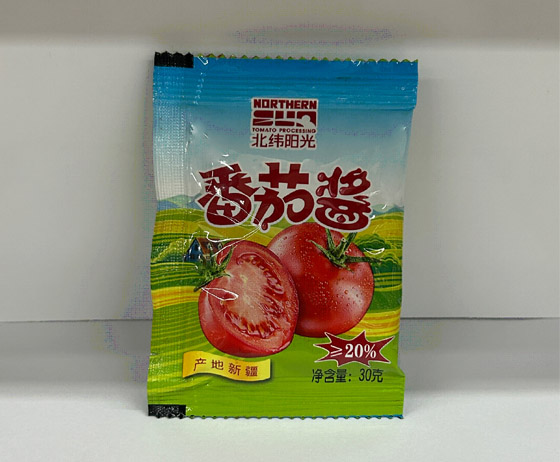 NORTHERN
SUN
TOMATO PROCESSING
北纬阳光
番茄酱
≥20%
产地新疆
净含量：30克